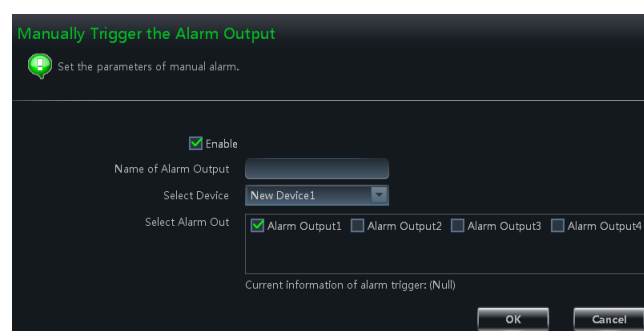 Manually Trigger the Alarm Output
Set the parameters of manual alarm.
Enable
Name of Alarm Output
Select Device New Device1
Select Alarm Out Alarm Output1 Alarm Output2 Alarm Output3 Alarm Output4
Current information of alarm trigger: (Null)
OK Cancel